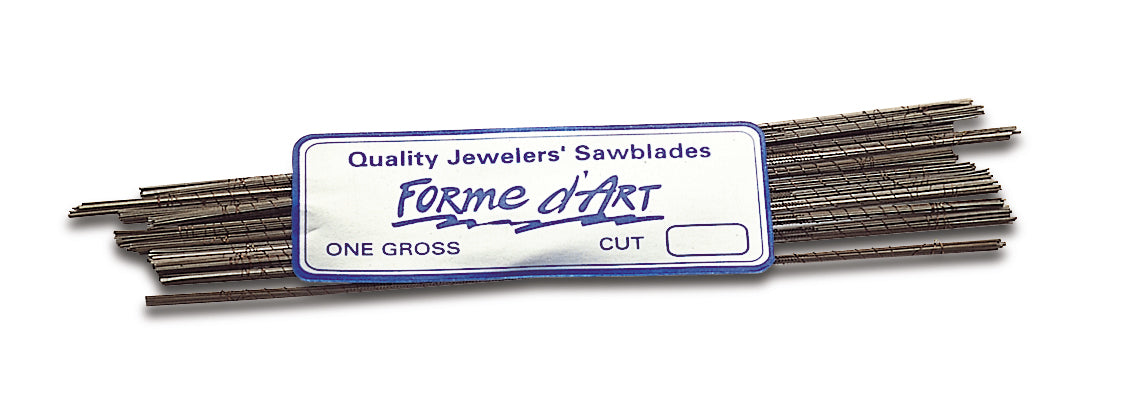 Quality Jewelers' Sawblades
Forme d'Art
ONE GROSS CUT